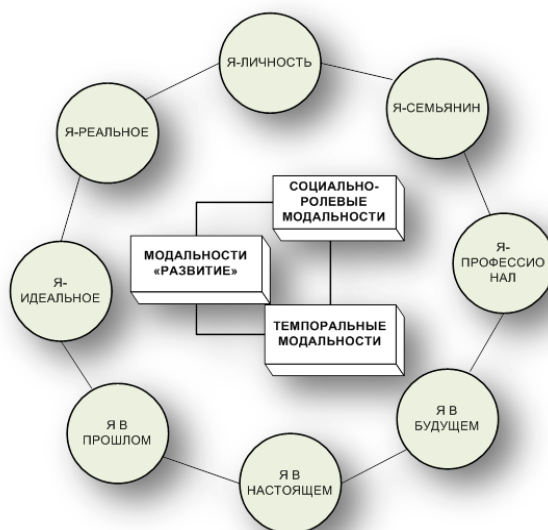 Я-ЛИЧНОСТЬ
Я-СЕМЬЯНИН
Я-
ПРОФЕССИО
НАЛ
Я В
БУДУЩЕМ
Я В
НАСТОЯЩЕМ
Я В
ПРОШЛОМ
Я-
ИДЕАЛЬНОЕ
Я-РЕАЛЬНОЕ
СОЦИАЛЬНО-
РОЛЕВЫЕ
МОДАЛЬНОСТИ
МОДАЛЬНОСТИ
«РАЗВИТИЕ»
ТЕМПОРАЛЬНЫЕ
МОДАЛЬНОСТИ